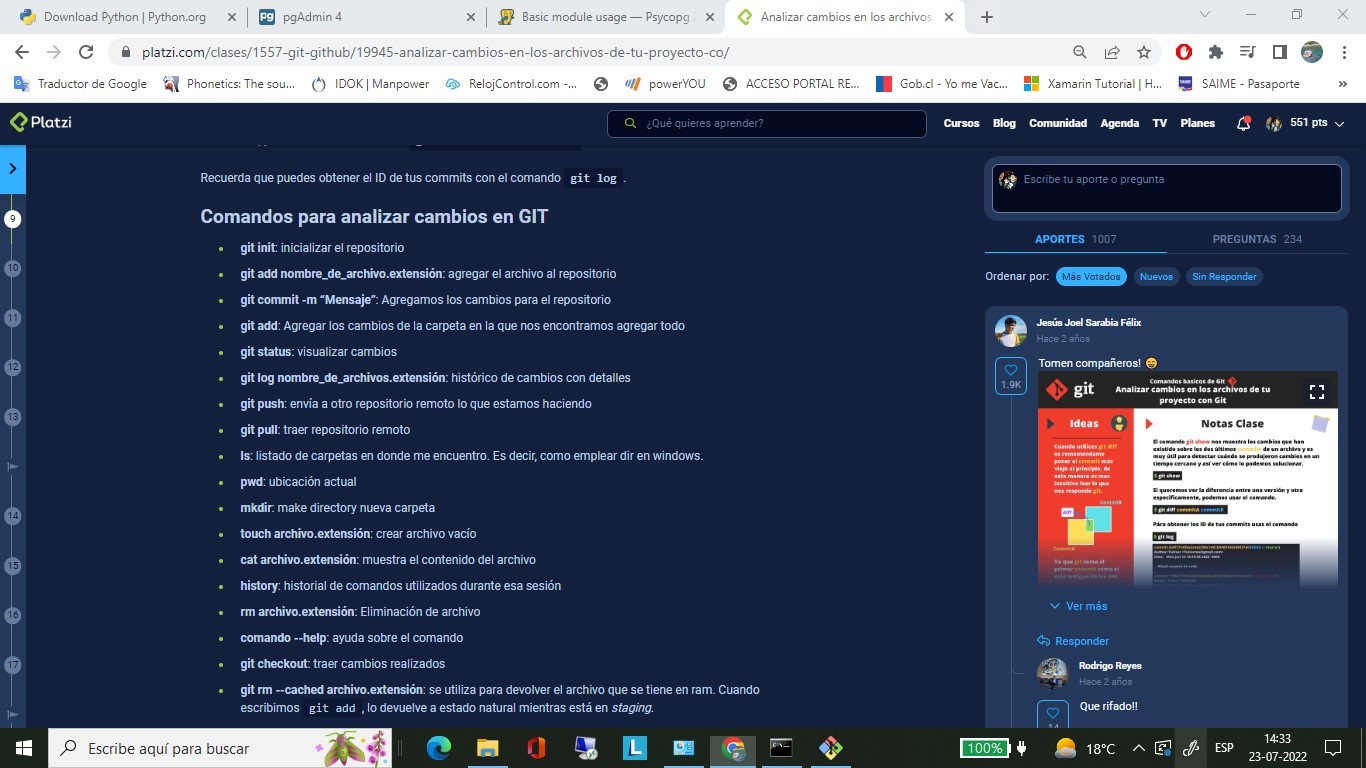 Download Python | Python.org
pgAdmin 4
Basic module usage — Psycopg
Analizar cambios en los archivos
platzi.com/clases/1557-git-github/19945-analizar-cambios-en-los-archivos-de-tu-proyecto-co/
Traductor de Google
Phonetics: The sou...
IDOK | Manpower
RelojControl.com -...
powerYOU
ACCESO PORTAL RE...
Gob.cl - Yo me Vac...
Xamarin Tutorial | H...
SAIME - Pasaporte
»
Platzi
¿Qué quieres aprender?
Cursos
Blog
Comunidad
Agenda
TV
Planes
551 pts
Recuerda que puedes obtener el ID de tus commits con el comando git log .
Comandos para analizar cambios en GIT
git init: inicializar el repositorio
git add nombre_de_archivo.extensión: agregar el archivo al repositorio
git commit -m “Mensaje”: Agregamos los cambios para el repositorio
git add: Agregar los cambios de la carpeta en la que nos encontramos agregar todo
git status: visualizar cambios
git log nombre_de_archivos.extensión: histórico de cambios con detalles
git push: envía a otro repositorio remoto lo que estamos haciendo
git pull: traer repositorio remoto
ls: listado de carpetas en donde me encuentro. Es decir, como emplear dir en windows.
pwd: ubicación actual
mkdir: make directory nueva carpeta
touch archivo.extensión: crear archivo vacío
cat archivo.extensión: muestra el contenido del archivo
history: historial de comandos utilizados durante esa sesión
rm archivo.extensión: Eliminación de archivo
comando --help: ayuda sobre el comando
git checkout: traer cambios realizados
git rm --cached archivo.extensión: se utiliza para devolver el archivo que se tiene en ram. Cuando
escribimos git add , lo devuelve a estado natural mientras está en staging.
9
10
11
12
13
14
15
16
17
Escribe tu aporte o pregunta
APORTES 1007
PREGUNTAS 234
Ordenar por:
Más Votados
Nuevos
Sin Responder
Jesús Joel Sarabia Félix
Hace 2 años
1.9K
Tomen compañeros!
git
Comandos basicos de Git
Analizar cambios en los archivos de tu
proyecto con Git
Ideas
Cuando utilices git diff
es remomendame
poner el commit más
viejo al principio, de
esta manera es mas
intuitivo leer lo que
nos responde git.
CommitB
diff
CommitA
Ya que git toma el
primer commit como el
Notas Clase
El comando git show nos muestra los cambios que han
existido sobre los dos últimos commits de un archivo y es
muy útil para detectar cuándo se produjeron cambios en un
tiempo cercano y así ver cómo lo podemos solucionar.
$ git show
Si queremos ver la diferencia entre una versión y otra
específicamente, podemos usar el comando.
$ git diff commitA commitB
Pára obtener los ID de tus commits usas el comando
$ git log
Ver más
Responder
Rodrigo Reyes
Hace 2 años
Que rifado!!
14
Escribe aquí para buscar
L
100%
18°C
ESP
14:33
23-07-2022